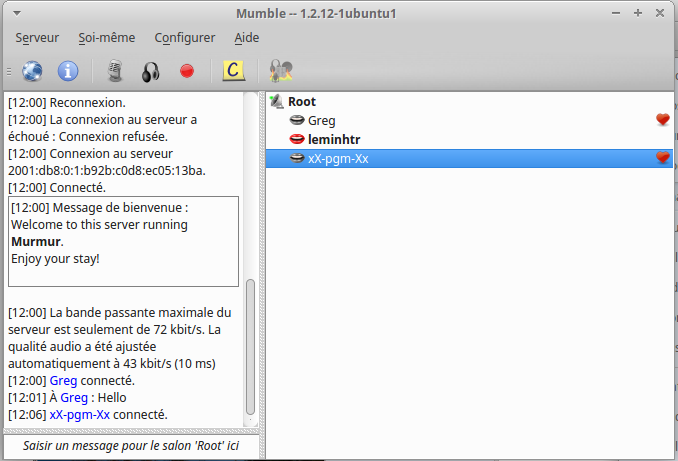 Mumble -- 1.2.12-1ubuntu1
Serveur Soi-même Configurer Aide
C
[12:00] Reconnexion.
[12:00] La connexion au serveur a
échoué : Connexion refusée.
[12:00] Connexion au serveur
2001:db8:0:1:b92b:c0d8:ec05:13ba.
[12:00] Connecté.
[12:00] Message de bienvenue :
Welcome to this server running
Murmur.
Enjoy your stay!
[12:00] La bande passante maximale du
serveur est seulement de 72 kbit/s. La
qualité audio a été ajustée
automatiquement à 43 kbit/s (10 ms)
[12:00] Greg connecté.
[12:01] À Greg : Hello
[12:06] xX-pgm-Xx connecté.
Saisir un message pour le salon 'Root' ici
Root
Greg
leminhtr
xX-pgm-Xx